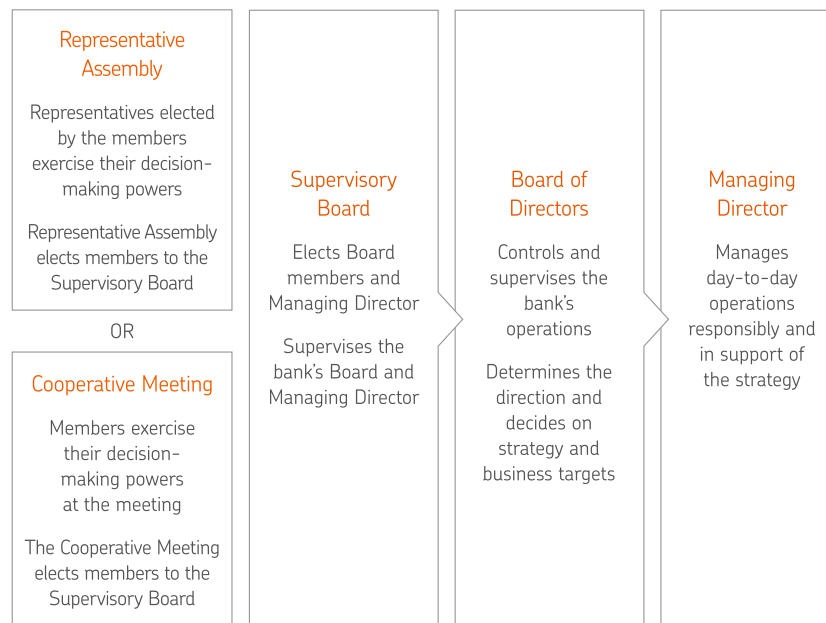 Representative
Assembly
Representatives elected
by the members
exercise their decision-
making powers
Representative Assembly
elects members to the
Supervisory Board
OR
Cooperative Meeting
Members exercise
their decision-
making powers
at the meeting
The Cooperative Meeting
elects members to the
Supervisory Board
Supervisory
Board
Elects Board
members and
Managing Director
Supervises the
bank's Board and
Managing Director
Board of
Directors
Controls and
supervises the
bank's
operations
Determines the
direction and
decides on
strategy and
business targets
Managing
Director
Manages
day-to-day
operations
responsibly and
in support of
the strategy